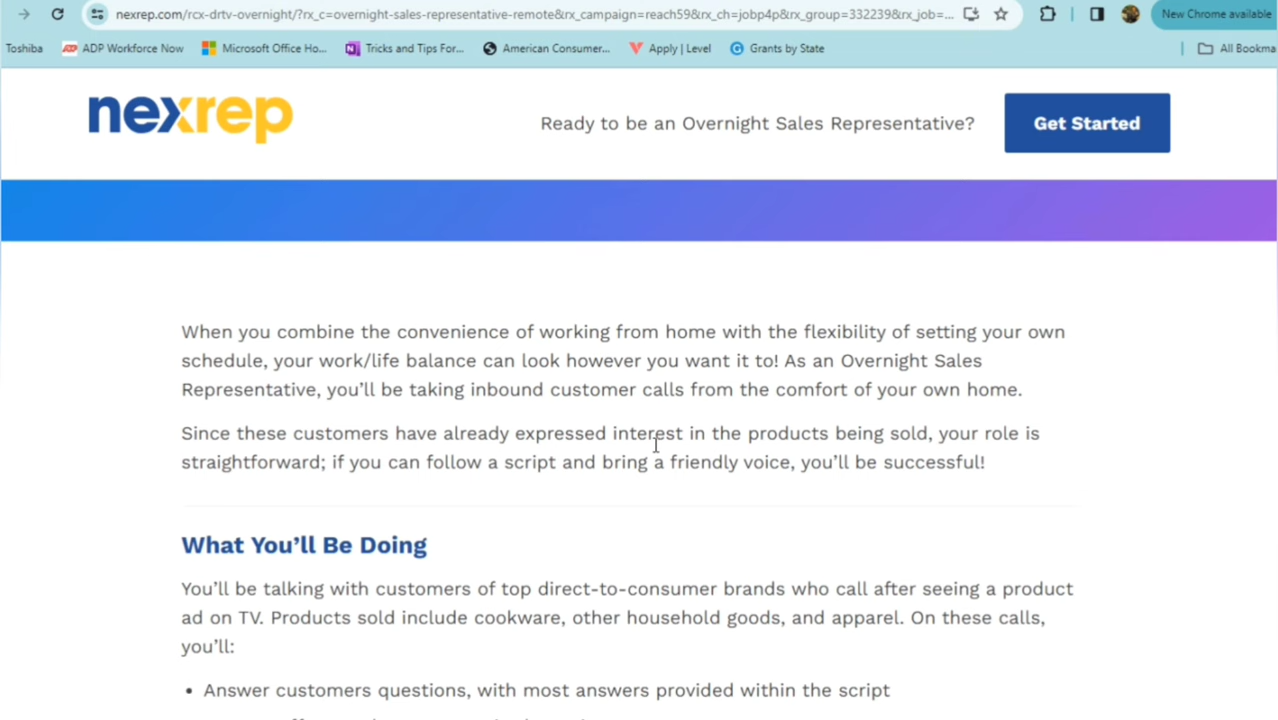 nexrep.com/rcx-drtv-overnight/?rx_c=overnight-sales-representative-remote&rx_campaign=reach59&rx_ch=jobp4p&rx_group=332239&rx_job=...
New Chrome available
Toshiba ADP Workforce Now Microsoft Office Ho... Tricks and Tips For... American Consumer... Apply | Level Grants by State All Bookma
nexrep Ready to be an Overnight Sales Representative? Get Started
When you combine the convenience of working from home with the flexibility of setting your own
schedule, your work/life balance can look however you want it to! As an Overnight Sales
Representative, you'll be taking inbound customer calls from the comfort of your own home.
Since these customers have already expressed interest in the products being sold, your role is
straightforward; if you can follow a script and bring a friendly voice, you'll be successful!
What You'll Be Doing
You'll be talking with customers of top direct-to-consumer brands who call after seeing a product
ad on TV. Products sold include cookware, other household goods, and apparel. On these calls,
you'll:
• Answer customers questions, with most answers provided within the script